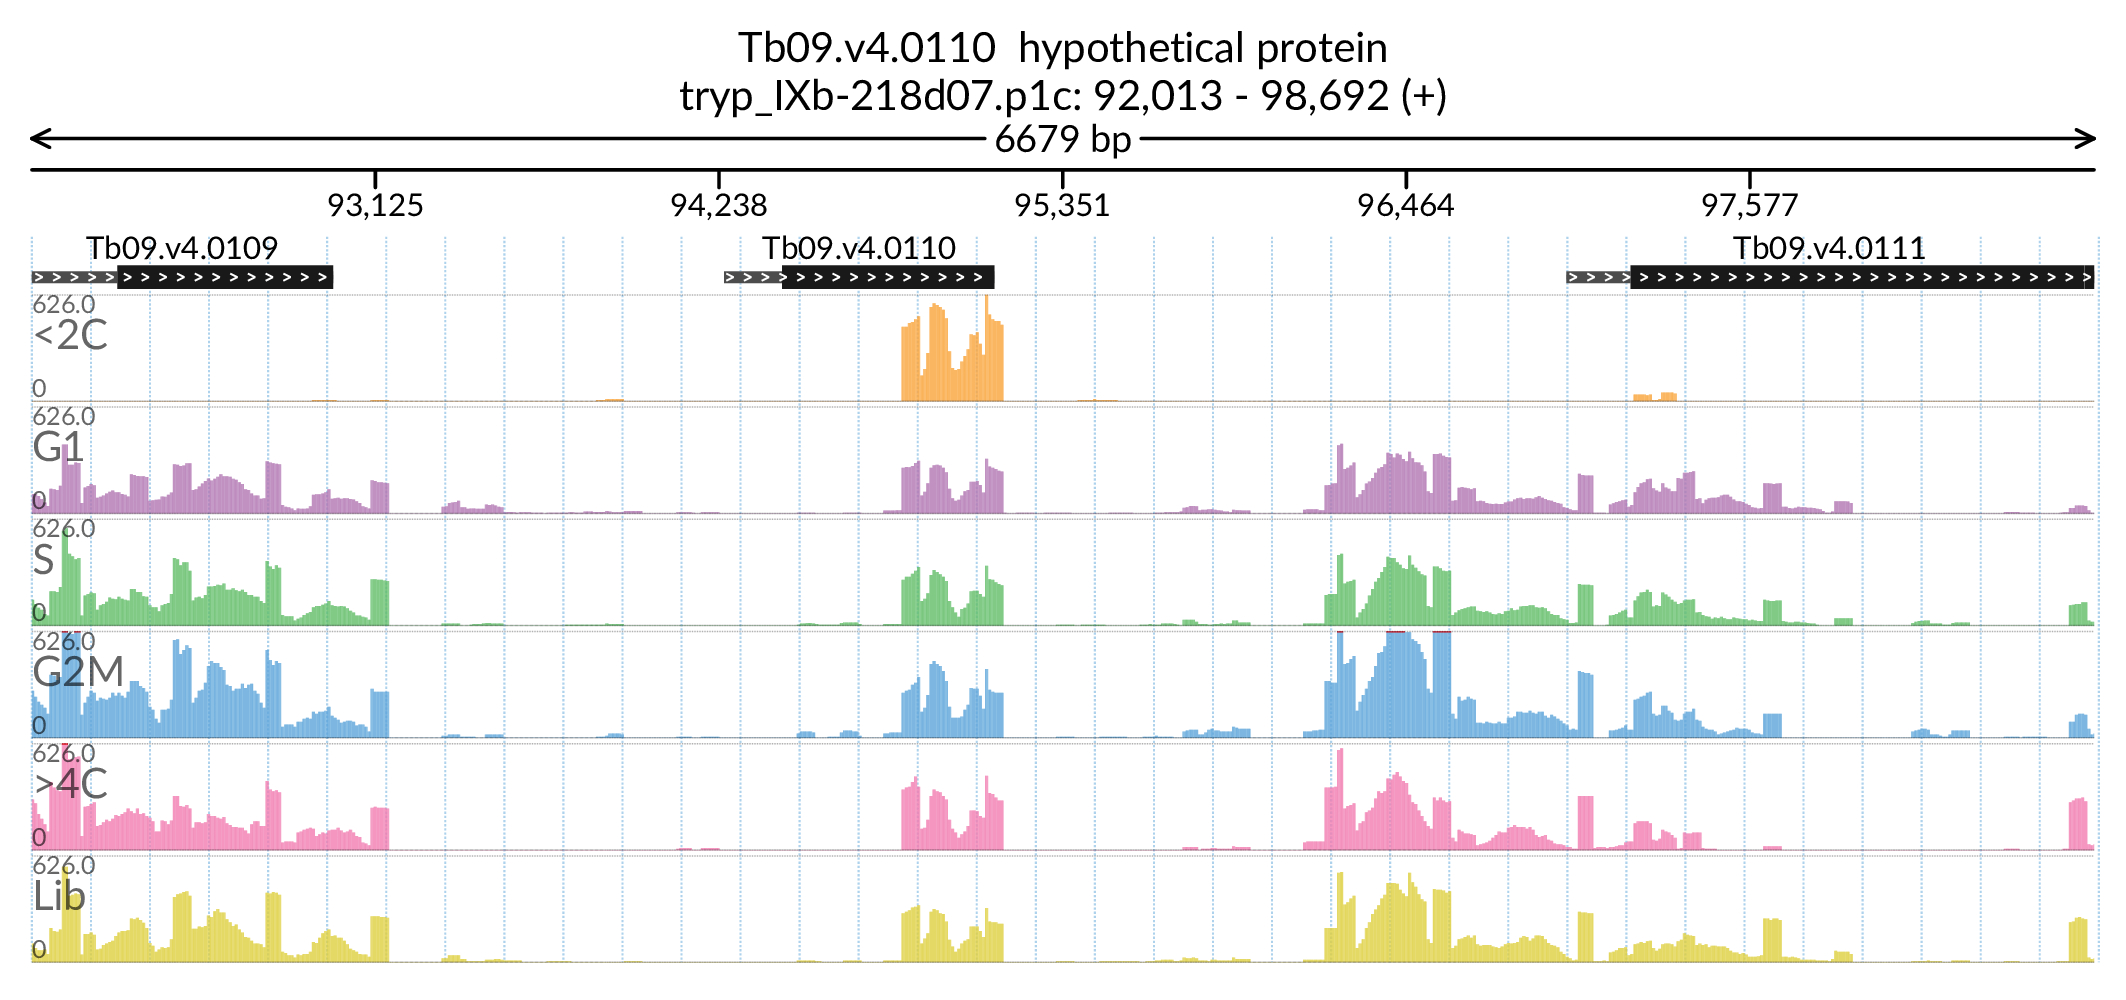 Tb09.v4.0110 hypothetical protein
tryp_IXb-218d07.p1c: 92,013 - 98,692 (+)
6679 bp
93,125 94,238 95,351 96,464 97,577
Tb09.v4.0109 Tb09.v4.0110 Tb09.v4.0111
626.0
<2C
0
626.0
G1
0
626.0
S
0
626.0
G2M
0
626.0
>4C
0
626.0
Lib
0